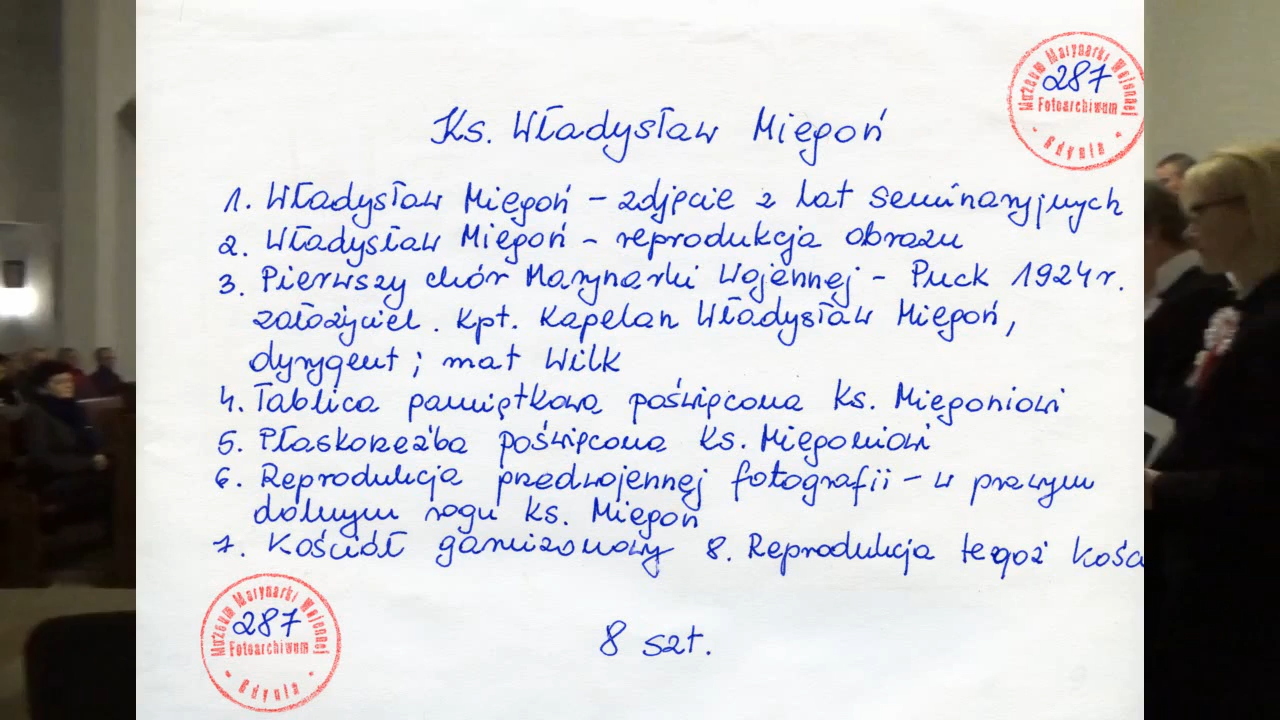 Muzeum Marynarki Wojennej
287
Fotoarchiwum
Gdynia
Ks. Władysław Miegoń
1. Władysław Miegoń – zdjęcie z lat seminaryjnych
2. Władysław Miegoń – reprodukcja obrazu
3. Pierwszy chór Marynarki Wojennej – Puck 1924 r.
założyciel. kpt. Kapelan Władysław Miegoń,
dyrygent ; mat Wilk
4. Tablica pamiętkowa poświęcona ks. Miegoniowi
5. Płaskorzeźba poświęcona ks. Miegoniowi
6. Reprodukcja przedwojennej fotografii – w prawym
dolnym rogu ks. Miegoń
7. Kościół garnizonowy 8. Reprodukcja tegoż kośc
Muzeum Marynarki Wojennej
287
Fotoarchiwum
Gdynia
8 szt.